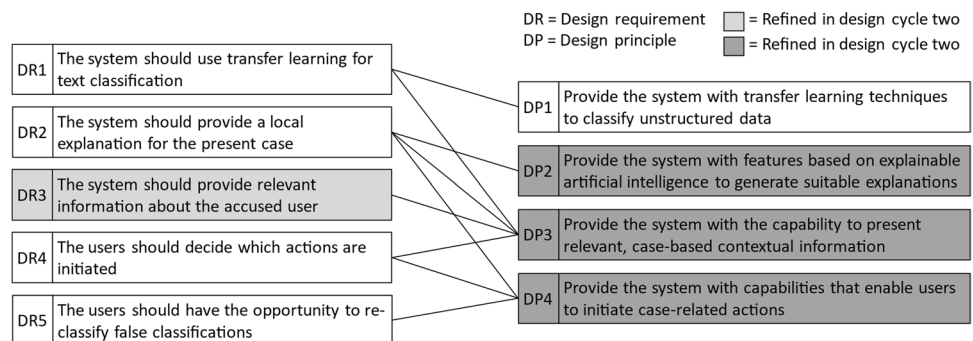 DR = Design requirement
DP = Design principle
= Refined in design cycle two
= Refined in design cycle two
DR1
The system should use transfer learning for
text classification
DR2
The system should provide a local
explanation for the present case
DR3
The system should provide relevant
information about the accused user
DR4
The users should decide which actions are
initiated
DR5
The users should have the opportunity to re-
classify false classifications
DP1
Provide the system with transfer learning techniques
to classify unstructured data
DP2
Provide the system with features based on explainable
artificial intelligence to generate suitable explanations
DP3
Provide the system with the capability to present
relevant, case-based contextual information
DP4
Provide the system with capabilities that enable users
to initiate case-related actions